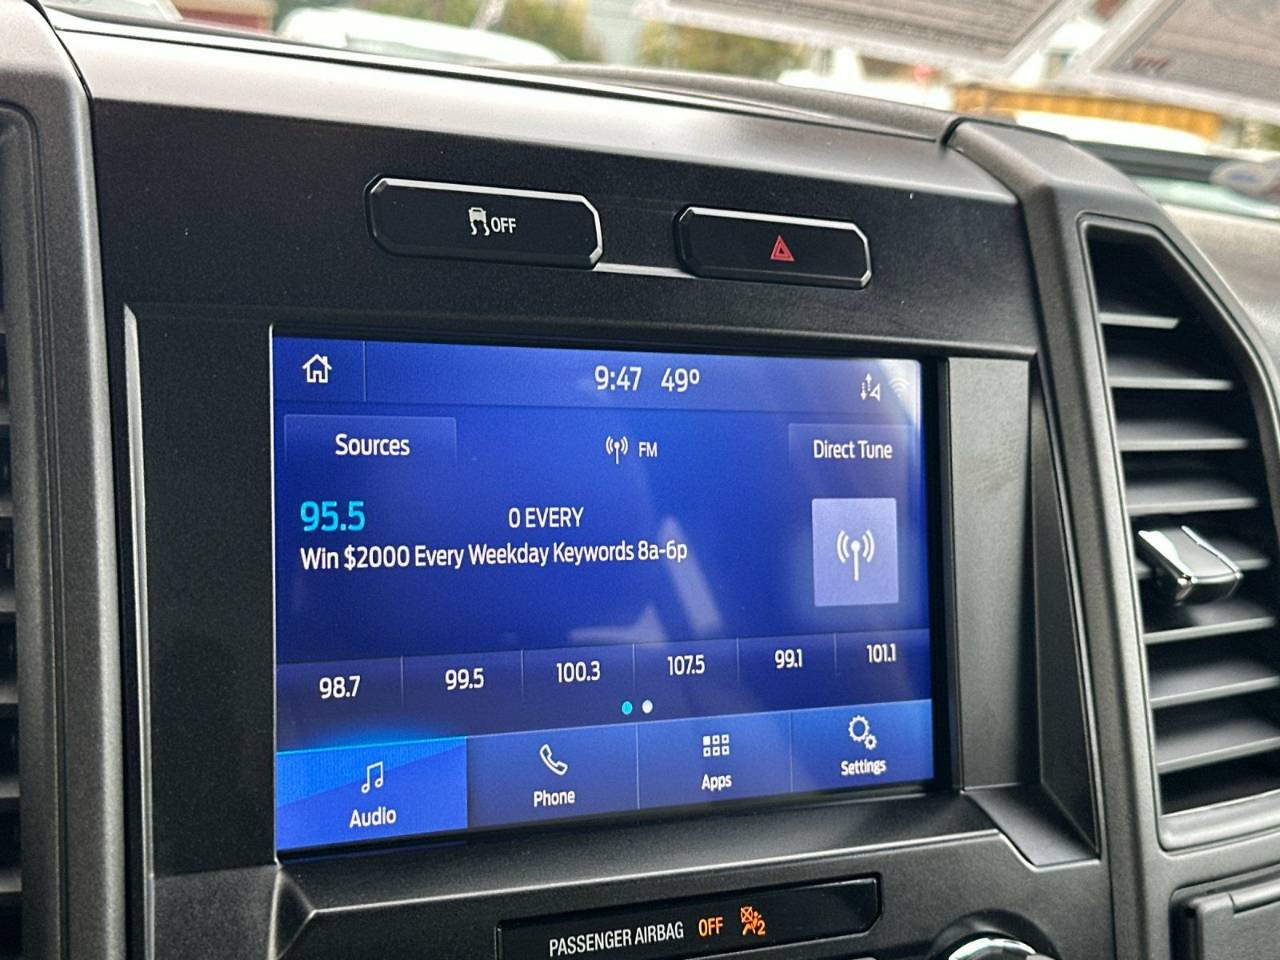 OFF
9:47 49º
Sources
FM
Direct Tune
95.5
0 EVERY
Win $2000 Every Weekday Keywords 8a-6p
98.7
99.5
100.3
107.5
99.1
101.1
Audio
Phone
Apps
Settings
PASSENGER AIRBAG OFF 2